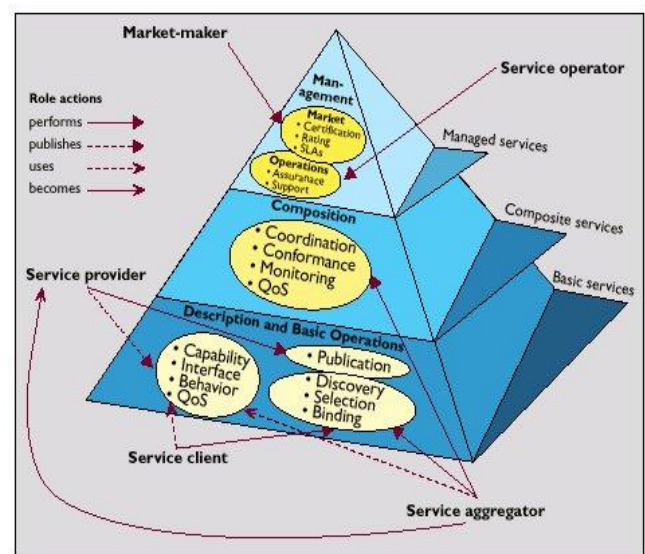 Market-maker
Service operator
Role actions
performs
publishes
uses
becomes
Man-
agement
Market
• Certification
• Rating
• SLAs
Operations
• Assuranace
• Support
Managed services
Composition
• Coordination
• Conformance
• Monitoring
• QoS
Composite services
Service provider
Basic services
Description and Basic Operations
• Capability
• Interface
• Behavior
• QoS
• Publication
• Discovery
• Selection
• Binding
Service client
Service aggregator